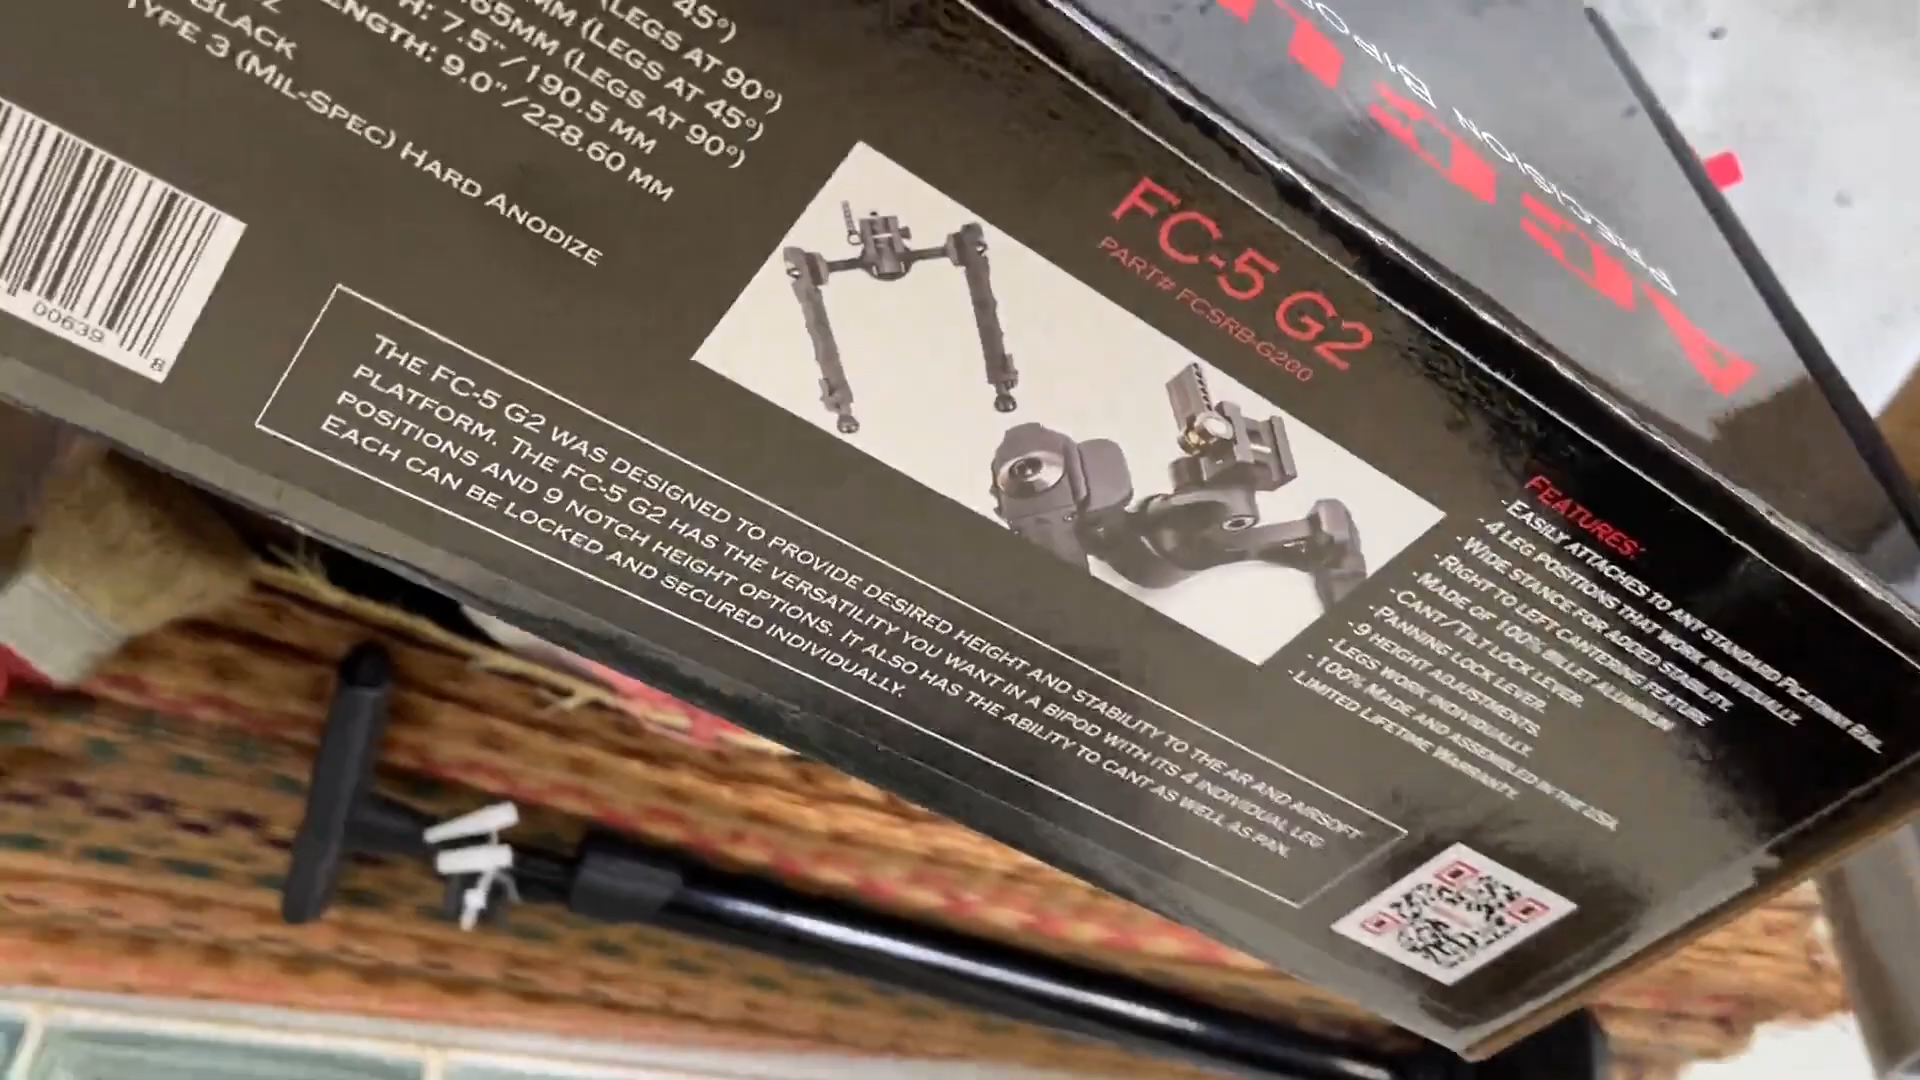 45°)
(LEGS AT 90°)
MM (LEGS AT 45°)
65MM (LEGS AT 90°)
H: 7.5"/190.5 MM
LENGTH: 9.0"/228.60 MM
BLACK
TYPE 3 (MIL-SPEC) HARD ANODIZE
00639 8
FC-5 G2
PART# FCSRB-G200
THE FC-5 G2 WAS DESIGNED TO PROVIDE DESIRED HEIGHT AND STABILITY TO THE AR AND AIRSOFT
PLATFORM. THE FC-5 G2 HAS THE VERSATILITY YOU WANT IN A BIPOD WITH ITS 4 INDIVIDUAL LEG
POSITIONS AND 9 NOTCH HEIGHT OPTIONS. IT ALSO HAS THE ABILITY TO CANT AS WELL AS PAN.
EACH CAN BE LOCKED AND SECURED INDIVIDUALLY.
FEATURES:
-EASILY ATTACHES TO ANY STANDARD PICATINNY RAIL.
-4 LEG POSITIONS THAT WORK INDIVIDUALLY.
-WIDE STANCE FOR ADDED STABILITY.
-RIGHT TO LEFT CANTERING FEATURE
-MADE OF 100% BILLET ALUMINUM
-CANT/TILT LOCK LEVER.
-PANNING LOCK LEVER.
-9 HEIGHT ADJUSTMENTS.
-LEGS WORK INDIVIDUALLY.
-100% MADE AND ASSEMBLED IN THE USA
-LIMITED LIFETIME WARRANTY.
PRECISION BIPO